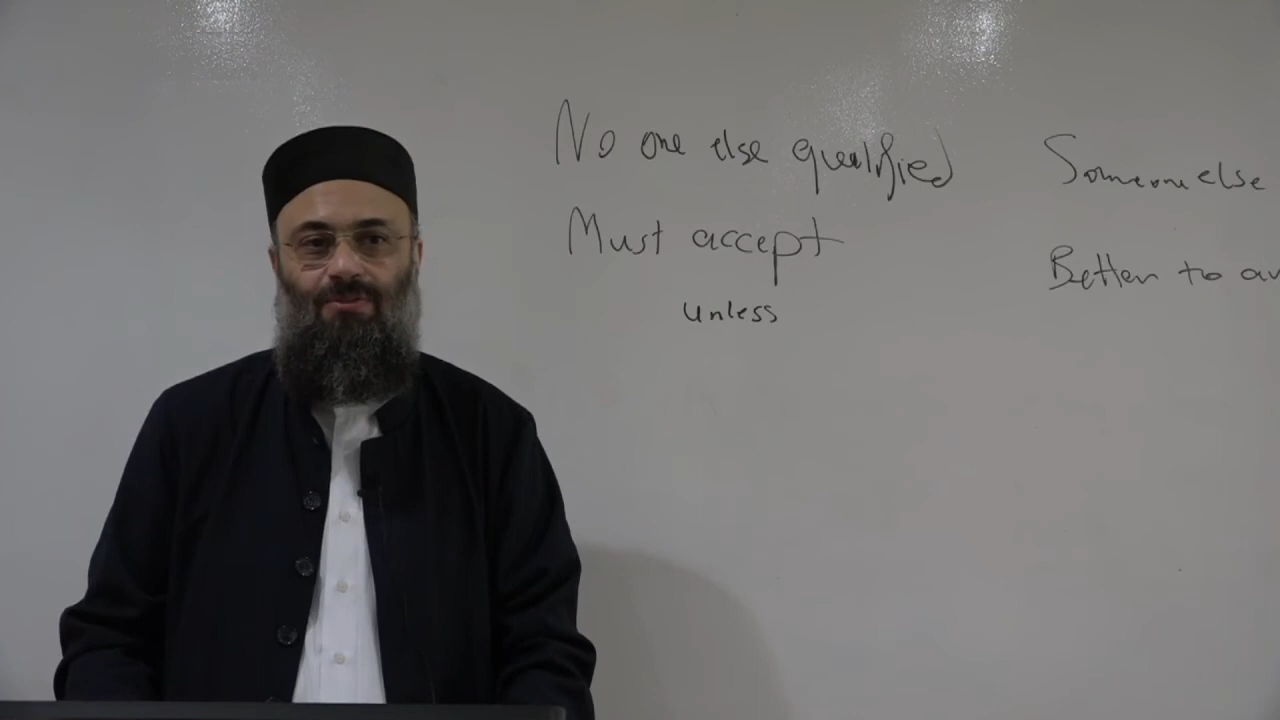 No one else qualified
Must accept
unless
Someone else
Better to